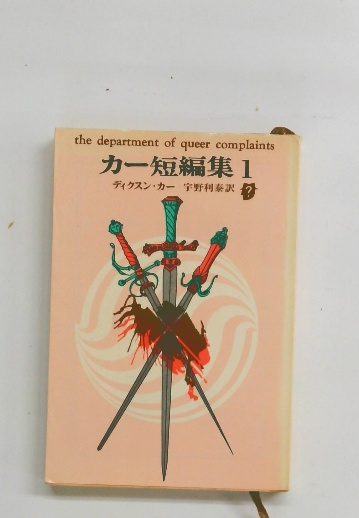 the department of queer complaints
カー短編集 1
ディクスン・カー 宇野利泰訳 ?